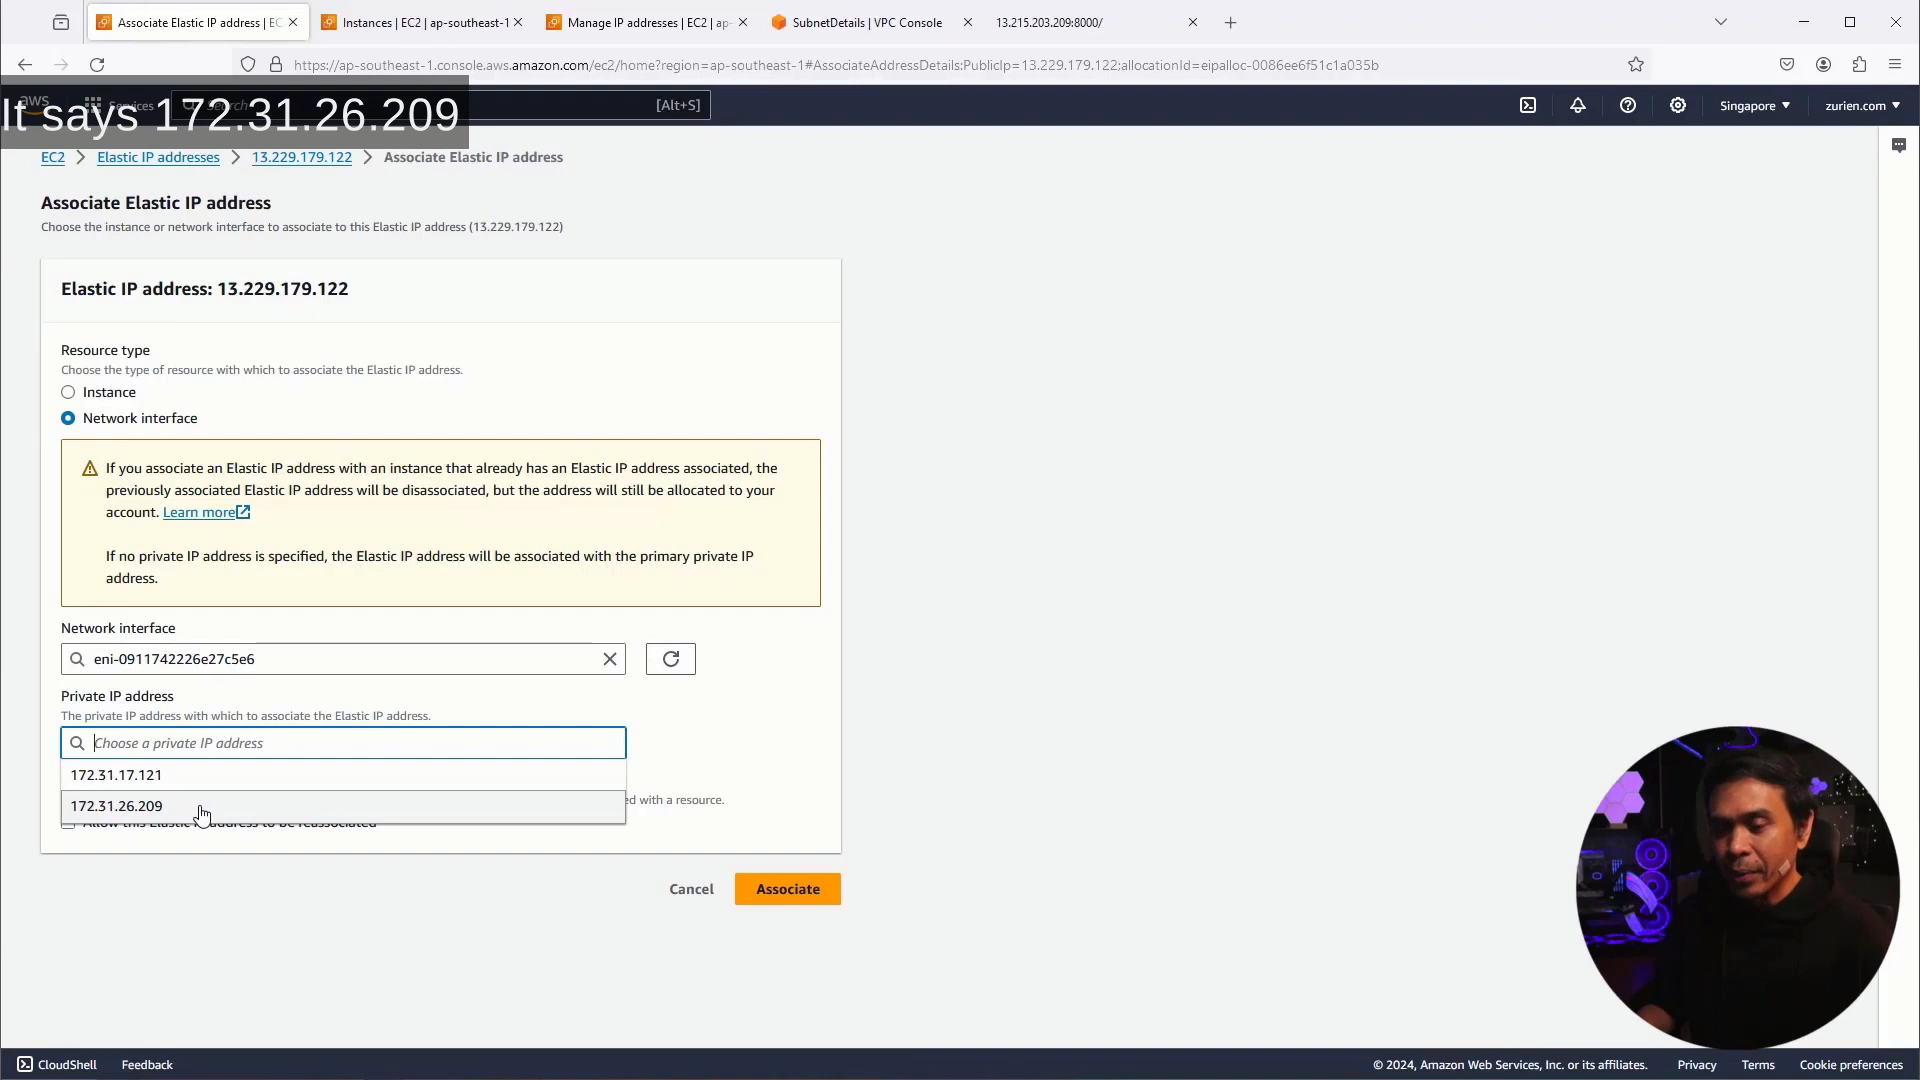 Associate Elastic IP address | EC
Instances | EC2 | ap-southeast-1
Manage IP addresses | EC2 | ap-
SubnetDetails | VPC Console
13.215.203.209:8000/
https://ap-southeast-1.console.aws.amazon.com/ec2/home?region=ap-southeast-1#AssociateAddressDetails:PublicIp=13.229.179.122;allocationId=eipalloc-0086ee6f51c1a035b
aws
Services
Search
[Alt+S]
Singapore
zurien.com
It says 172.31.26.209
EC2
Elastic IP addresses
13.229.179.122
Associate Elastic IP address
Associate Elastic IP address
Choose the instance or network interface to associate to this Elastic IP address (13.229.179.122)
Elastic IP address: 13.229.179.122
Resource type
Choose the type of resource with which to associate the Elastic IP address.
Instance
Network interface
If you associate an Elastic IP address with an instance that already has an Elastic IP address associated, the
previously associated Elastic IP address will be disassociated, but the address will still be allocated to your
account. Learn more
If no private IP address is specified, the Elastic IP address will be associated with the primary private IP
address.
Network interface
eni-0911742226e27c5e6
Private IP address
The private IP address with which to associate the Elastic IP address.
Choose a private IP address
172.31.17.121
172.31.26.209
ed with a resource.
Allow this Elastic IP address to be reassociated
Cancel
Associate
CloudShell
Feedback
© 2024, Amazon Web Services, Inc. or its affiliates.
Privacy
Terms
Cookie preferences